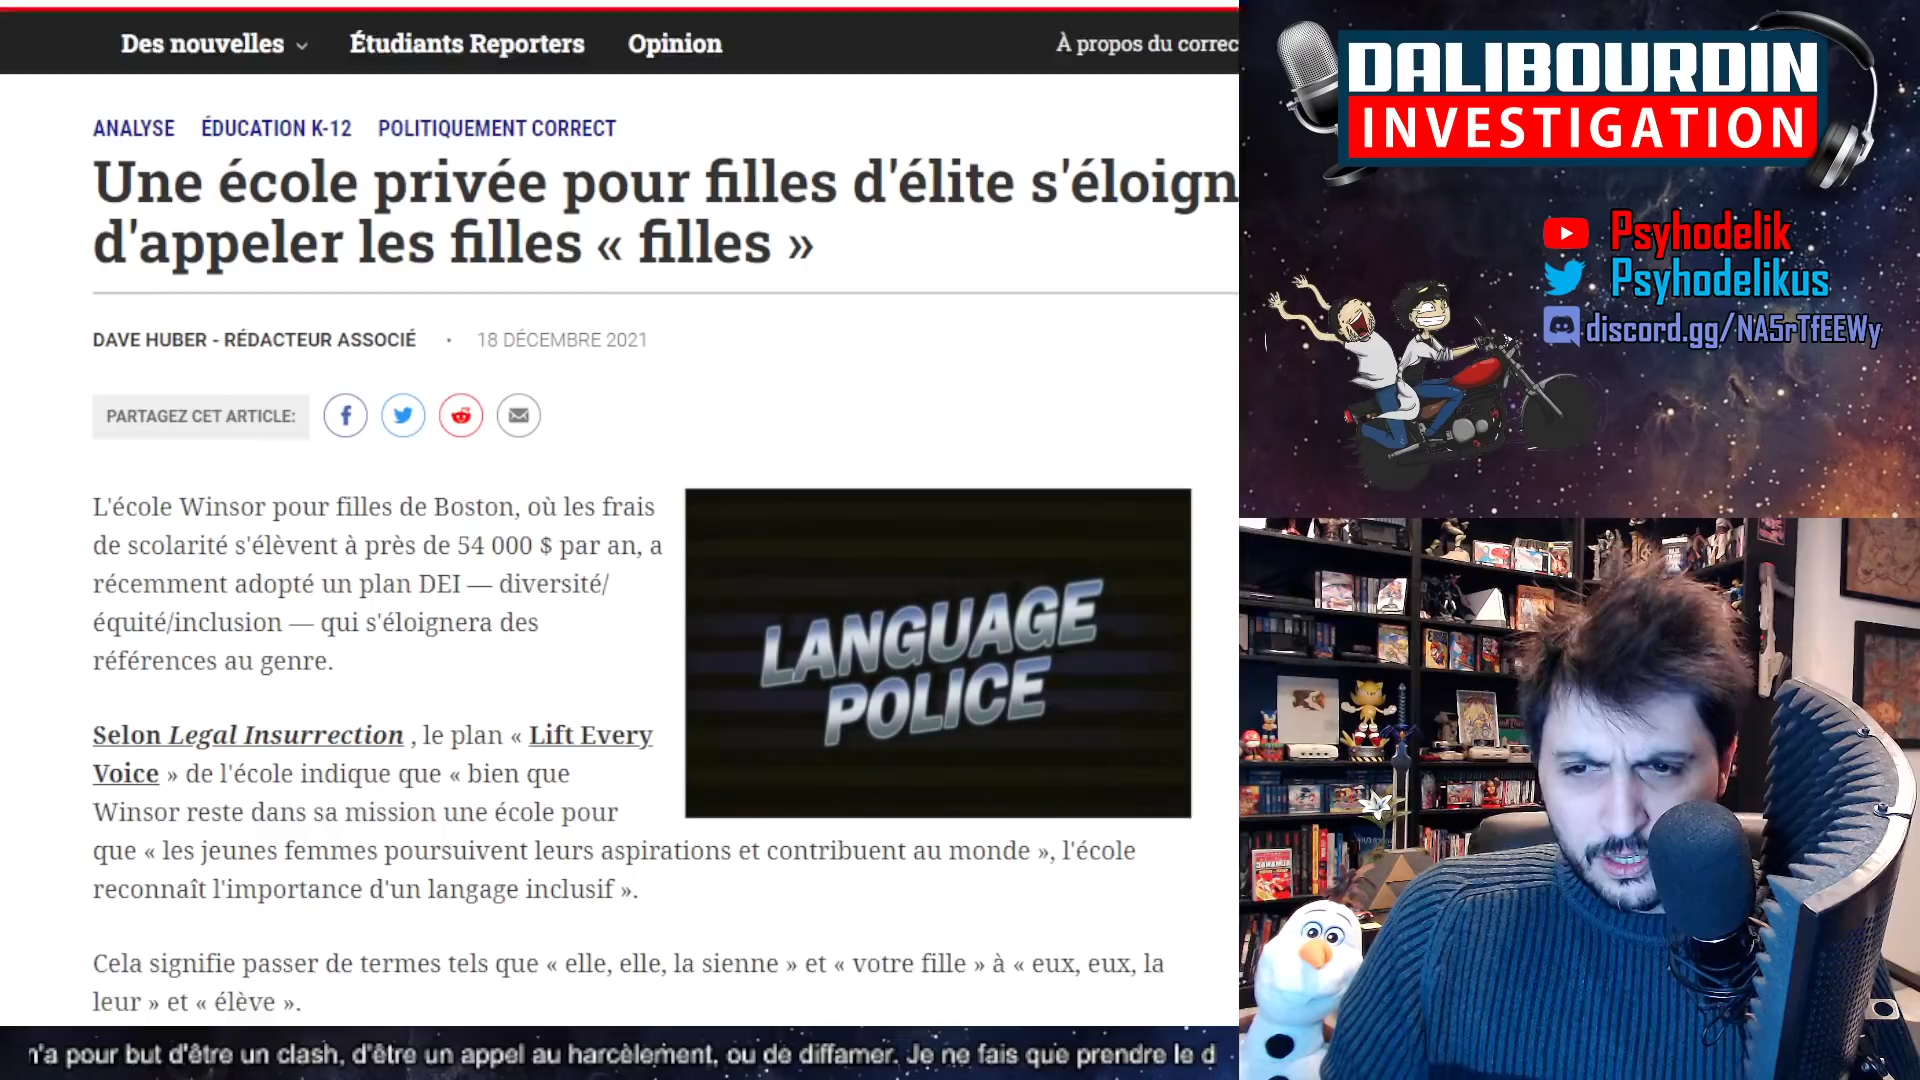 Des nouvelles
Étudiants Reporters
Opinion
À propos du correc
ANALYSE
ÉDUCATION K-12
POLITIQUEMENT CORRECT
Une école privée pour filles d'élite s'éloign
d'appeler les filles « filles »
DAVE HUBER - RÉDACTEUR ASSOCIÉ • 18 DÉCEMBRE 2021
PARTAGEZ CET ARTICLE:
L'école Winsor pour filles de Boston, où les frais
de scolarité s'élèvent à près de 54 000 $ par an, a
récemment adopté un plan DEI — diversité/
équité/inclusion — qui s'éloignera des
références au genre.
Selon Legal Insurrection , le plan « Lift Every
Voice » de l'école indique que « bien que
Winsor reste dans sa mission une école pour
que « les jeunes femmes poursuivent leurs aspirations et contribuent au monde », l'école
reconnaît l'importance d'un langage inclusif ».
Cela signifie passer de termes tels que « elle, elle, la sienne » et « votre fille » à « eux, eux, la
leur » et « élève ».
LANGUAGE
POLICE
n'a pour but d'être un clash, d'être un appel au harcèlement, ou de diffamer. Je ne fais que prendre le d
DALIBOURDIN
INVESTIGATION
Psyhodelik
Psyhodelikus
discord.gg/NA5rTfEEWy